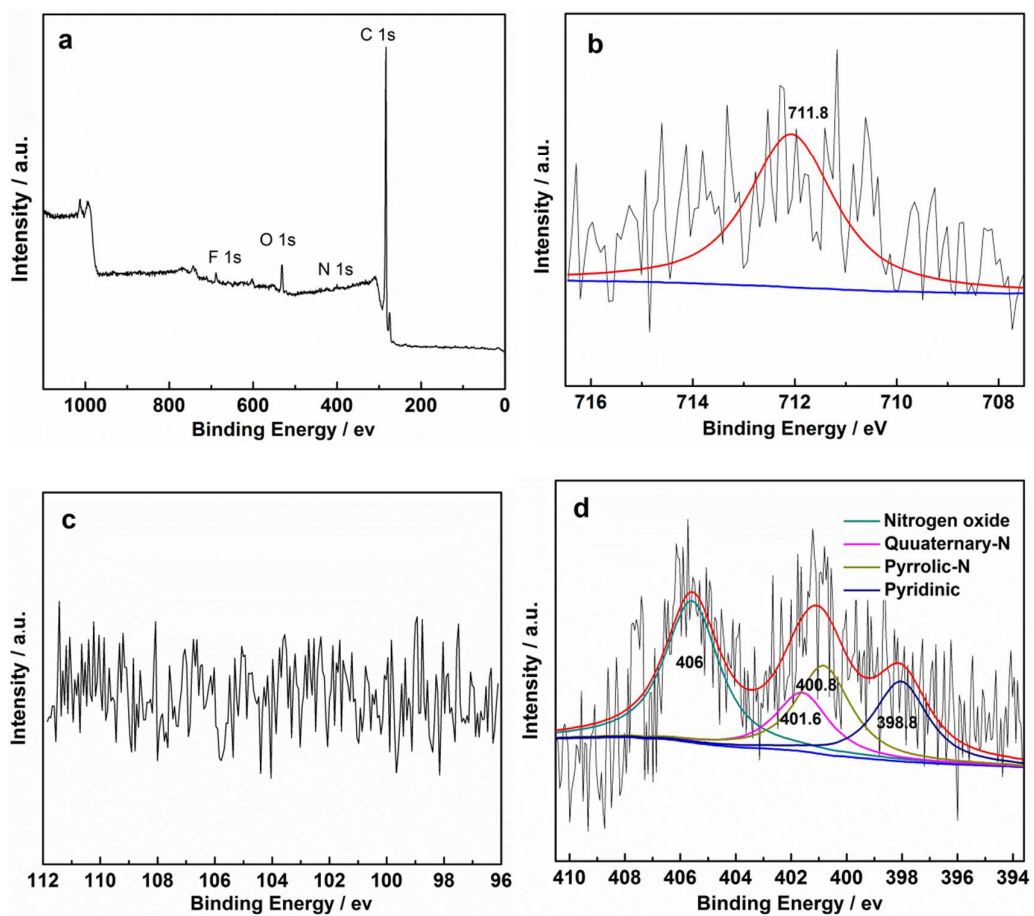 a
C 1s
F 1s
O 1s
N 1s
Intensity / a.u.
1000 800 600 400 200 0
Binding Energy / ev
b
711.8
Intensity / a.u.
716 714 712 710 708
Binding Energy / eV
c
Intensity / a.u.
112 110 108 106 104 102 100 98 96
Binding Energy / ev
d
Nitrogen oxide
Quuaternary-N
Pyrrolic-N
Pyridinic
406
400.8
401.6
398.8
Intensity / a.u.
410 408 406 404 402 400 398 396 394
Binding Energy / ev